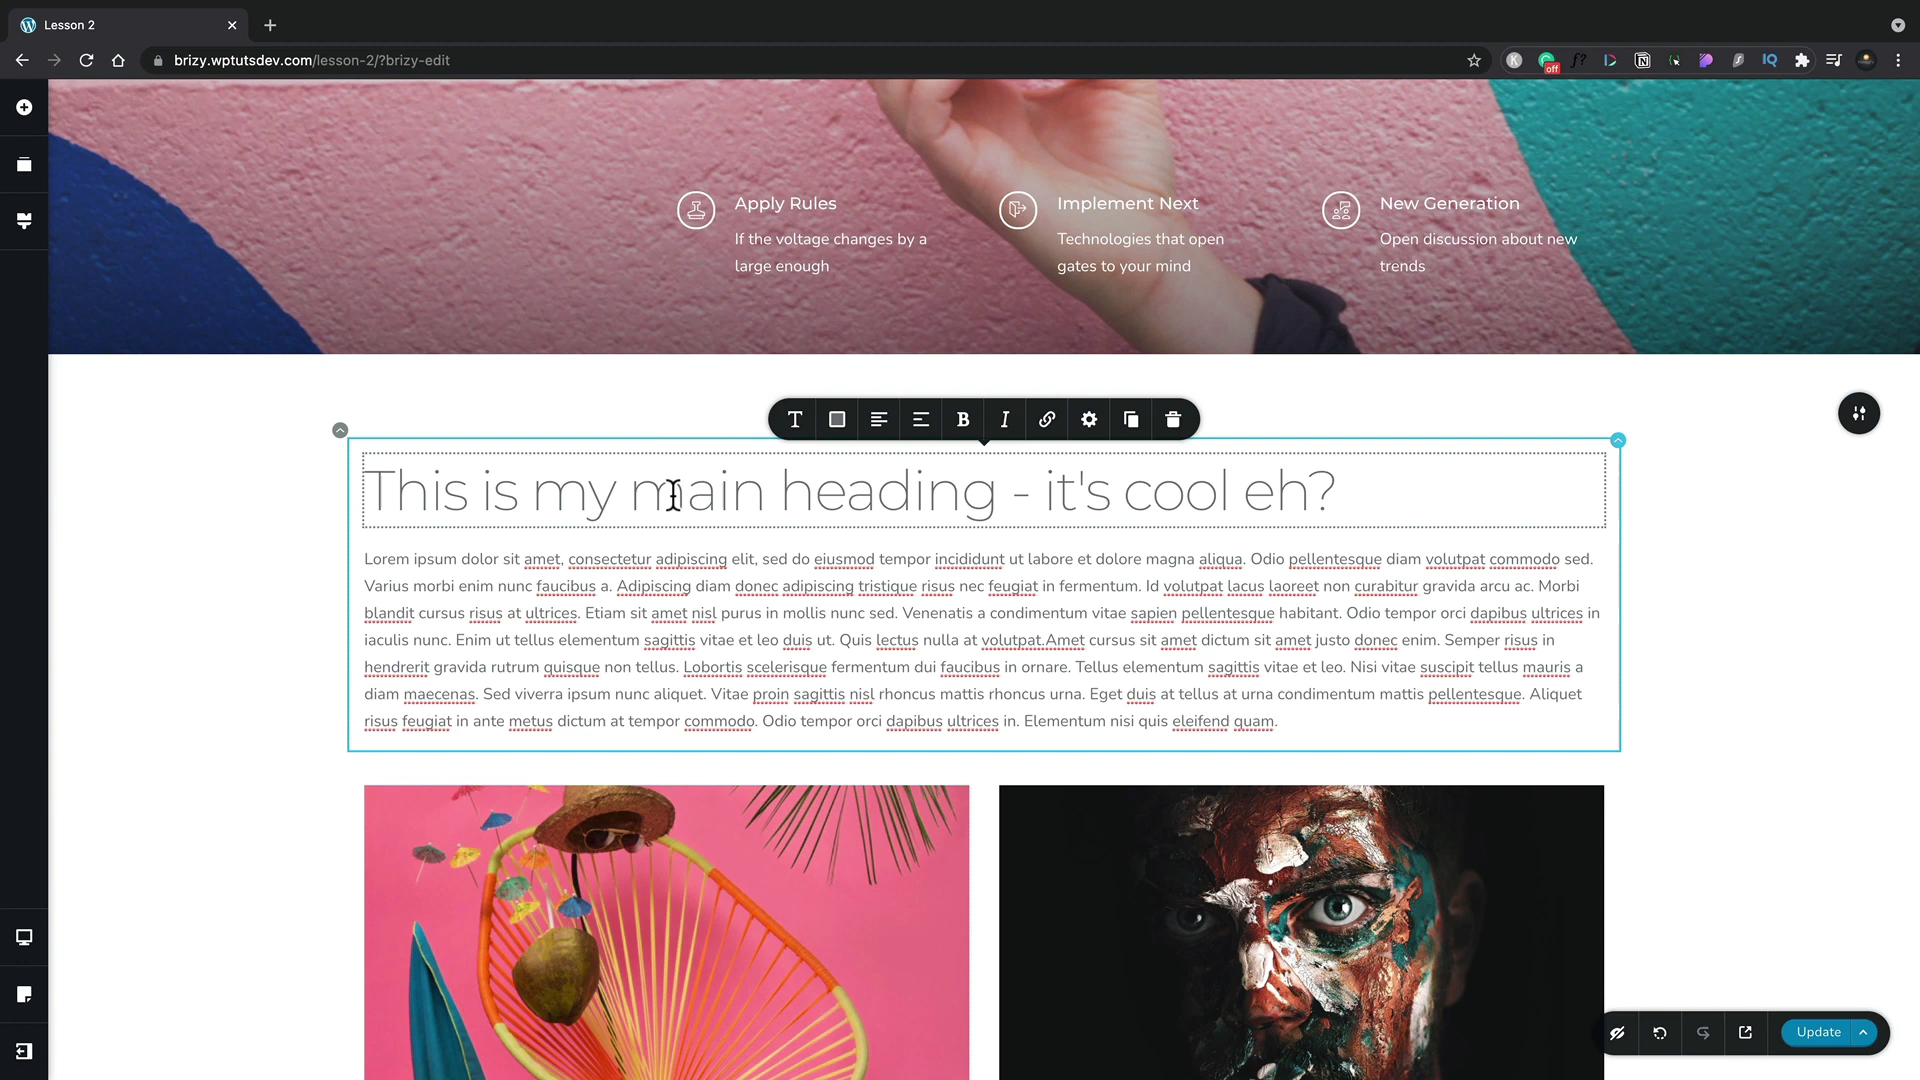 Lesson 2
brizy.wptutsdev.com/lesson-2/?brizy-edit
off
f?
IQ
Apply Rules
If the voltage changes by a
large enough
Implement Next
Technologies that open
gates to your mind
New Generation
Open discussion about new
trends
This is my main heading - it's cool eh?
Lorem ipsum dolor sit amet, consectetur adipiscing elit, sed do eiusmod tempor incididunt ut labore et dolore magna aliqua. Odio pellentesque diam volutpat commodo sed.
Varius morbi enim nunc faucibus a. Adipiscing diam donec adipiscing tristique risus nec feugiat in fermentum. Id volutpat lacus laoreet non curabitur gravida arcu ac. Morbi
blandit cursus risus at ultrices. Etiam sit amet nisl purus in mollis nunc sed. Venenatis a condimentum vitae sapien pellentesque habitant. Odio tempor orci dapibus ultrices in
iaculis nunc. Enim ut tellus elementum sagittis vitae et leo duis ut. Quis lectus nulla at volutpat.Amet cursus sit amet dictum sit amet justo donec enim. Semper risus in
hendrerit gravida rutrum quisque non tellus. Lobortis scelerisque fermentum dui faucibus in ornare. Tellus elementum sagittis vitae et leo. Nisi vitae suscipit tellus mauris a
diam maecenas. Sed viverra ipsum nunc aliquet. Vitae proin sagittis nisl rhoncus mattis rhoncus urna. Eget duis at tellus at urna condimentum mattis pellentesque. Aliquet
risus feugiat in ante metus dictum at tempor commodo. Odio tempor orci dapibus ultrices in. Elementum nisi quis eleifend quam.
Update